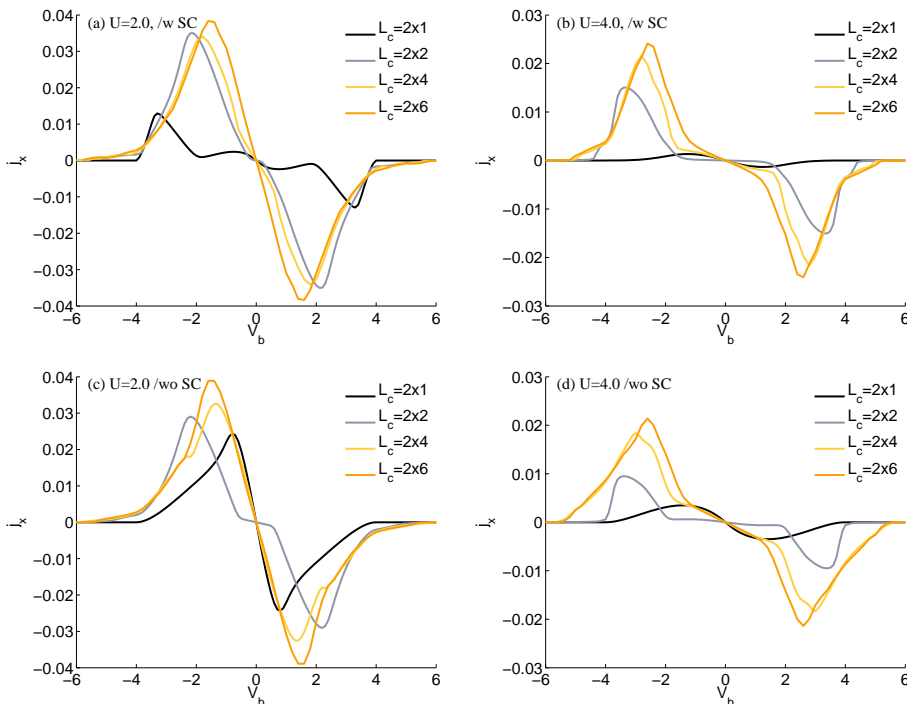 (a) U=2.0, /w SC
L_c=2x1
L_c=2x2
L_c=2x4
L_c=2x6
0.04
0.03
0.02
0.01
0
−0.01
−0.02
−0.03
−0.04
j_x
−6 −4 −2 0 2 4 6
V_b
(b) U=4.0, /w SC
L_c=2x1
L_c=2x2
L_c=2x4
L_c=2x6
0.03
0.02
0.01
0
−0.01
−0.02
−0.03
j_x
−6 −4 −2 0 2 4 6
V_b
(c) U=2.0 /wo SC
L_c=2x1
L_c=2x2
L_c=2x4
L_c=2x6
0.04
0.03
0.02
0.01
0
−0.01
−0.02
−0.03
−0.04
j_x
−6 −4 −2 0 2 4 6
V_b
(d) U=4.0 /wo SC
L_c=2x1
L_c=2x2
L_c=2x4
L_c=2x6
0.03
0.02
0.01
0
−0.01
−0.02
−0.03
j_x
−6 −4 −2 0 2 4 6
V_b